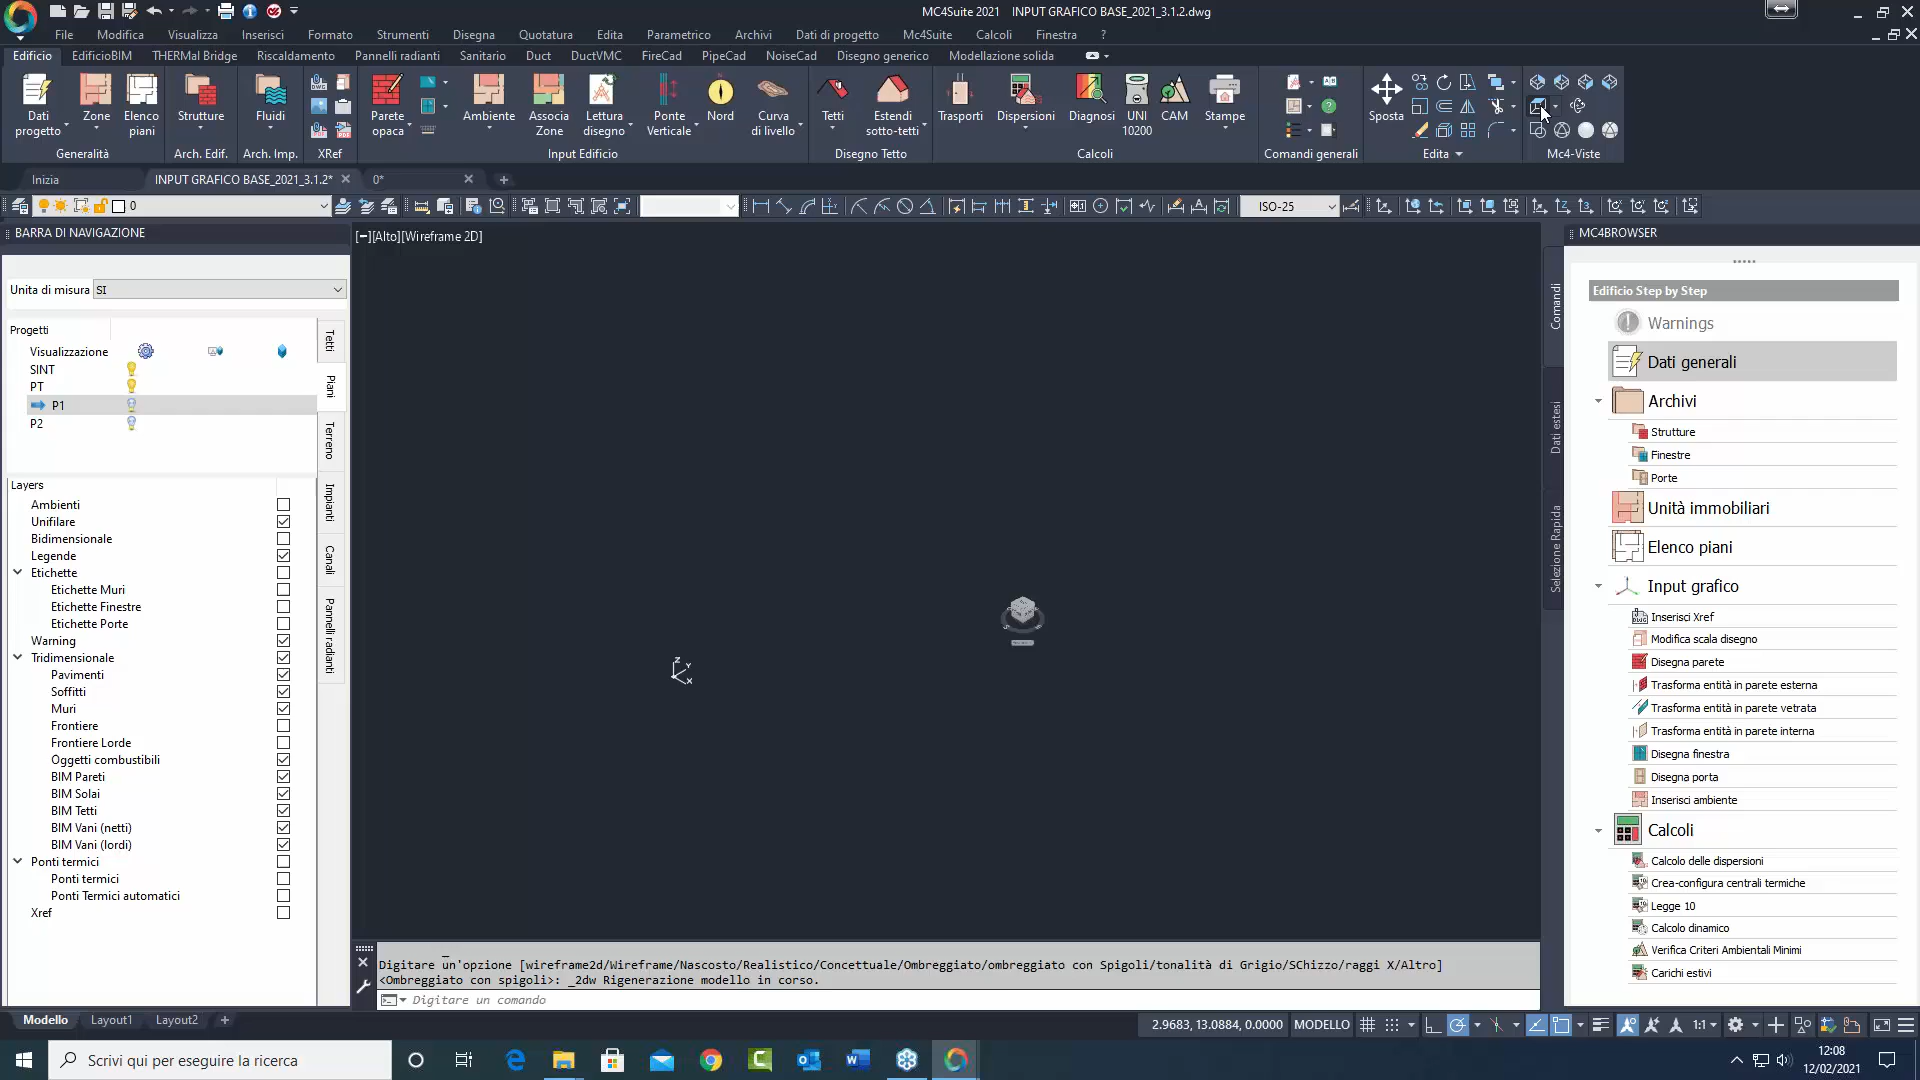 MC4Suite 2021 INPUT GRAFICO BASE_2021_3.1.2.dwg
File Modifica Visualizza Inserisci Formato Strumenti Disegna Quotatura Edita Parametrico Archivi Dati di progetto Mc4Suite Calcoli Finestra ?
Edificio EdificioBIM THERMal Bridge Riscaldamento Pannelli radianti Sanitario Duct DuctVMC FireCad PipeCad NoiseCad Disegno generico Modellazione solida
Dati progetto Zone Elenco piani Strutture Fluidi Parete opaca Ambiente Associa Zone Lettura disegno Ponte Verticale Nord Curva di livello Tetti Estendi sotto-tetti Trasporti Dispersioni Diagnosi UNI 10200 CAM Stampe Sposta
Generalità Arch. Edif. Arch. Imp. XRef Input Edificio Disegno Tetto Calcoli Comandi generali Edita Mc4-Viste
Inizia INPUT GRAFICO BASE_2021_3.1.2* 0*
0 ISO-25
BARRA DI NAVIGAZIONE
[−][Alto][Wireframe 2D]
MC4BROWSER
Unita di misura SI
Progetti
Visualizzazione
SINT
PT
P1
P2
Tetti
Piani
Terreno
Impianti
Canali
Pannelli radianti
Layers
Ambienti
Unifilare
Bidimensionale
Legende
Etichette
Etichette Muri
Etichette Finestre
Etichette Porte
Warning
Tridimensionale
Pavimenti
Soffitti
Muri
Frontiere
Frontiere Lorde
Oggetti combustibili
BIM Pareti
BIM Solai
BIM Tetti
BIM Vani (netti)
BIM Vani (lordi)
Ponti termici
Ponti termici
Ponti Termici automatici
Xref
Z
Y
X
Comandi
Dati estesi
Selezione Rapida
Edificio Step by Step
Warnings
Dati generali
Archivi
Strutture
Finestre
Porte
Unità immobiliari
Elenco piani
Input grafico
Inserisci Xref
Modifica scala disegno
Disegna parete
Trasforma entità in parete esterna
Trasforma entità in parete vetrata
Trasforma entità in parete interna
Disegna finestra
Disegna porta
Inserisci ambiente
Calcoli
Calcolo delle dispersioni
Crea-configura centrali termiche
Legge 10
Calcolo dinamico
Verifica Criteri Ambientali Minimi
Carichi estivi
Digitare un'opzione [wireframe2d/Wireframe/Nascosto/Realistico/Concettuale/Ombreggiato/ombreggiato con Spigoli/tonalità di Grigio/SChizzo/raggi X/Altro]
<Ombreggiato con spigoli>: _2dw Rigenerazione modello in corso.
Digitare un comando
Modello Layout1 Layout2 +
2.9683, 13.0884, 0.0000 MODELLO 1:1
Scrivi qui per eseguire la ricerca
12:08
12/02/2021